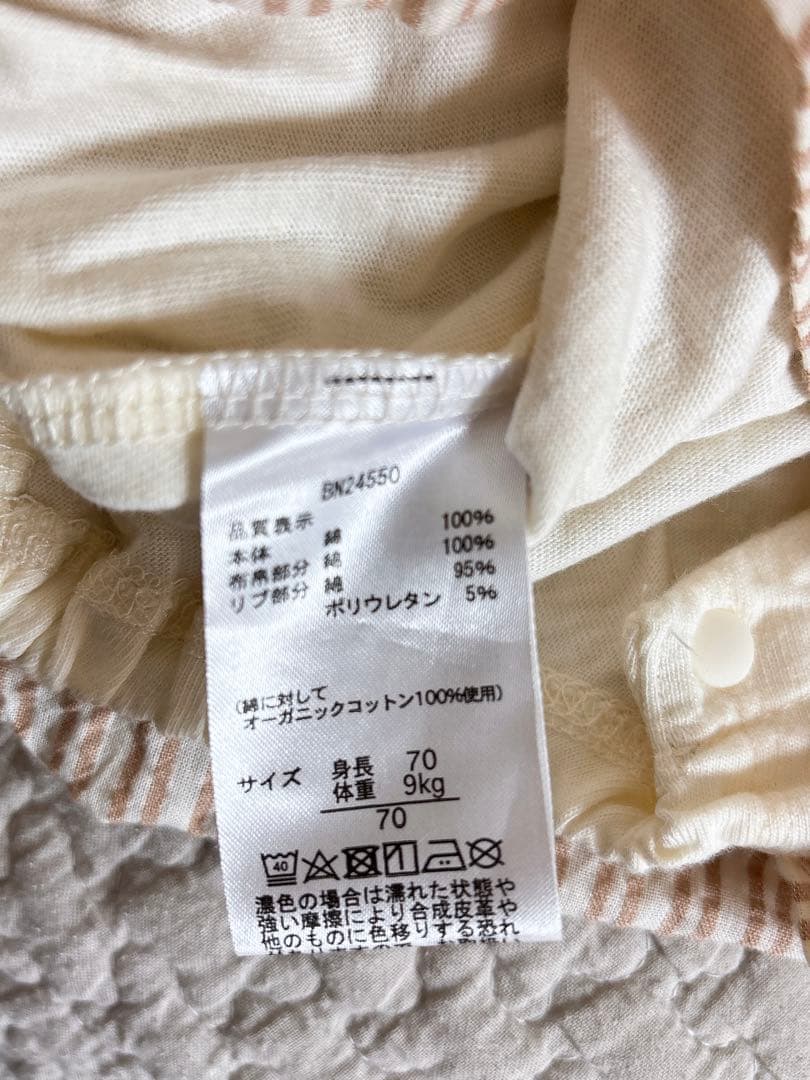 BN24550
品質表示
本体 綿 100%
布帛部分 綿 100%
リブ部分 綿 95%
ポリウレタン 5%
(綿に対して
オーガニックコットン100%使用)
サイズ 身長 70
体重 9kg
70
40
濃色の場合は濡れた状態や
強い摩擦により合成皮革や
他のものに色移りする恐れ